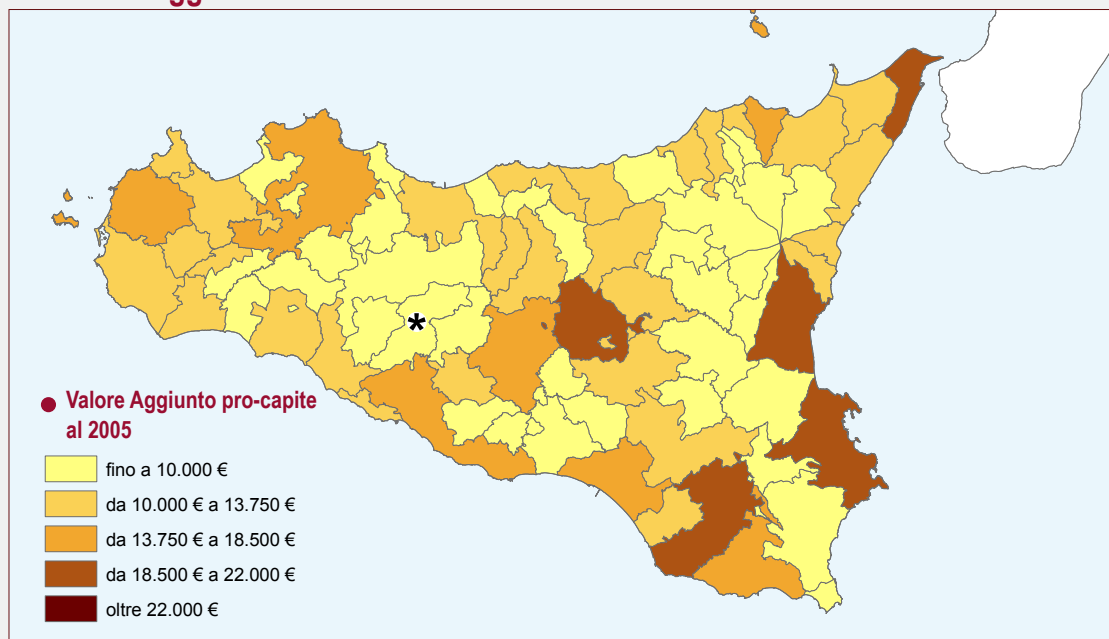 Valore Aggiunto pro-capite
al 2005
fino a 10.000 €
da 10.000 € a 13.750 €
da 13.750 € a 18.500 €
da 18.500 € a 22.000 €
oltre 22.000 €
*